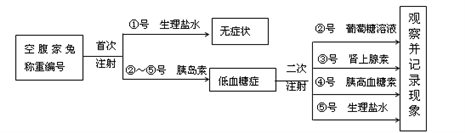 空腹家兔
称重编号
首次
注射
①号 生理盐水
无症状
②～⑤号 胰岛素
低血糖症
二次
注射
②号 葡萄糖溶液
③号 肾上腺素
④号 胰高血糖素
⑤号 生理盐水
观察并记录现象